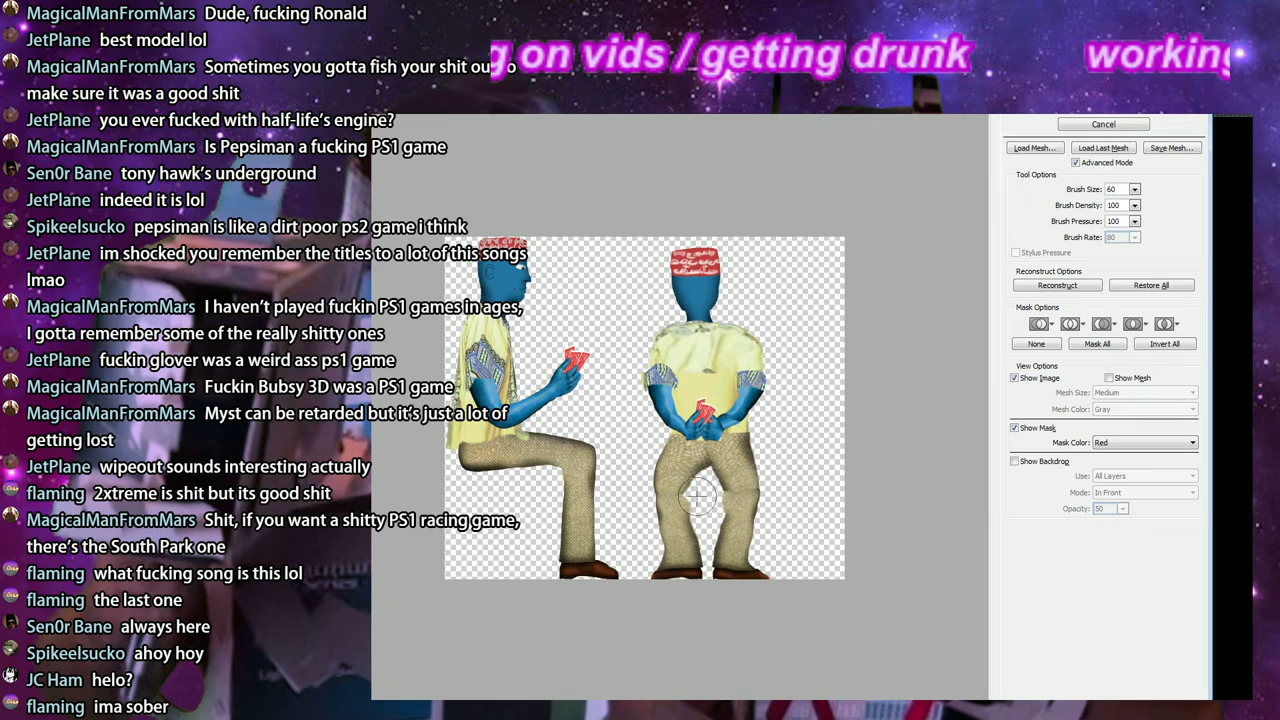 MagicalManFromMars Dude, fucking Ronald
JetPlane best model lol
MagicalManFromMars Sometimes you gotta fish your shit out to
make sure it was a good shit
JetPlane you ever fucked with half-life's engine?
MagicalManFromMars Is Pepsiman a fucking PS1 game
Sen0r Bane tony hawk's underground
JetPlane indeed it is lol
Spikeelsucko pepsiman is like a dirt poor ps2 game i think
JetPlane im shocked you remember the titles to a lot of this songs
lmao
MagicalManFromMars I haven't played fuckin PS1 games in ages,
I gotta remember some of the really shitty ones
JetPlane fuckin glover was a weird ass ps1 game
MagicalManFromMars Fuckin Bubsy 3D was a PS1 game
MagicalManFromMars Myst can be retarded but it's just a lot of
getting lost
JetPlane wipeout sounds interesting actually
flaming 2xtreme is shit but its good shit
MagicalManFromMars Shit, if you want a shitty PS1 racing game,
there's the South Park one
flaming what fucking song is this lol
flaming the last one
Sen0r Bane always here
Spikeelsucko ahoy hoy
JC Ham helo?
flaming ima sober
g on vids / getting drunk working
Cancel
Load Mesh... Load Last Mesh Save Mesh...
Advanced Mode
Tool Options
Brush Size: 60
Brush Density: 100
Brush Pressure: 100
Brush Rate: 80
Stylus Pressure
Reconstruct Options
Reconstruct Restore All
Mask Options
None Mask All Invert All
View Options
Show Image Show Mesh
Mesh Size: Medium
Mesh Color: Gray
Show Mask
Mask Color: Red
Show Backdrop
Use: All Layers
Mode: In Front
Opacity: 50